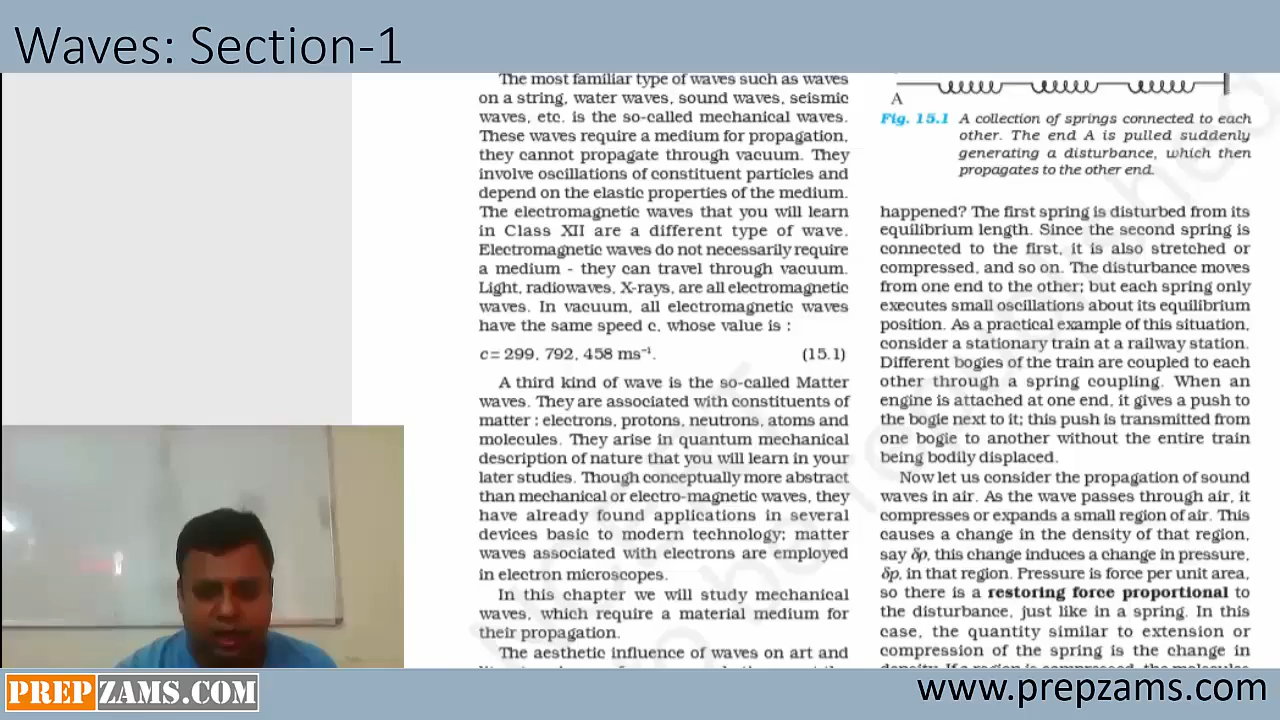 Waves: Section-1
The most familiar type of waves such as waves
on a string, water waves, sound waves, seismic
waves, etc. is the so-called mechanical waves.
These waves require a medium for propagation,
they cannot propagate through vacuum. They
involve oscillations of constituent particles and
depend on the elastic properties of the medium.
The electromagnetic waves that you will learn
in Class XII are a different type of wave.
Electromagnetic waves do not necessarily require
a medium - they can travel through vacuum.
Light, radiowaves, X-rays, are all electromagnetic
waves. In vacuum, all electromagnetic waves
have the same speed c, whose value is :
c = 299, 792, 458 ms⁻¹. (15.1)
A third kind of wave is the so-called Matter
waves. They are associated with constituents of
matter : electrons, protons, neutrons, atoms and
molecules. They arise in quantum mechanical
description of nature that you will learn in your
later studies. Though conceptually more abstract
than mechanical or electro-magnetic waves, they
have already found applications in several
devices basic to modern technology; matter
waves associated with electrons are employed
in electron microscopes.
In this chapter we will study mechanical
waves, which require a material medium for
their propagation.
The aesthetic influence of waves on art and
A
Fig. 15.1 A collection of springs connected to each
other. The end A is pulled suddenly
generating a disturbance, which then
propagates to the other end.
happened? The first spring is disturbed from its
equilibrium length. Since the second spring is
connected to the first, it is also stretched or
compressed, and so on. The disturbance moves
from one end to the other; but each spring only
executes small oscillations about its equilibrium
position. As a practical example of this situation,
consider a stationary train at a railway station.
Different bogies of the train are coupled to each
other through a spring coupling. When an
engine is attached at one end, it gives a push to
the bogie next to it; this push is transmitted from
one bogie to another without the entire train
being bodily displaced.
Now let us consider the propagation of sound
waves in air. As the wave passes through air, it
compresses or expands a small region of air. This
causes a change in the density of that region,
say δρ, this change induces a change in pressure,
δp, in that region. Pressure is force per unit area,
so there is a restoring force proportional to
the disturbance, just like in a spring. In this
case, the quantity similar to extension or
compression of the spring is the change in
PREPZAMS.COM
www.prepzams.com